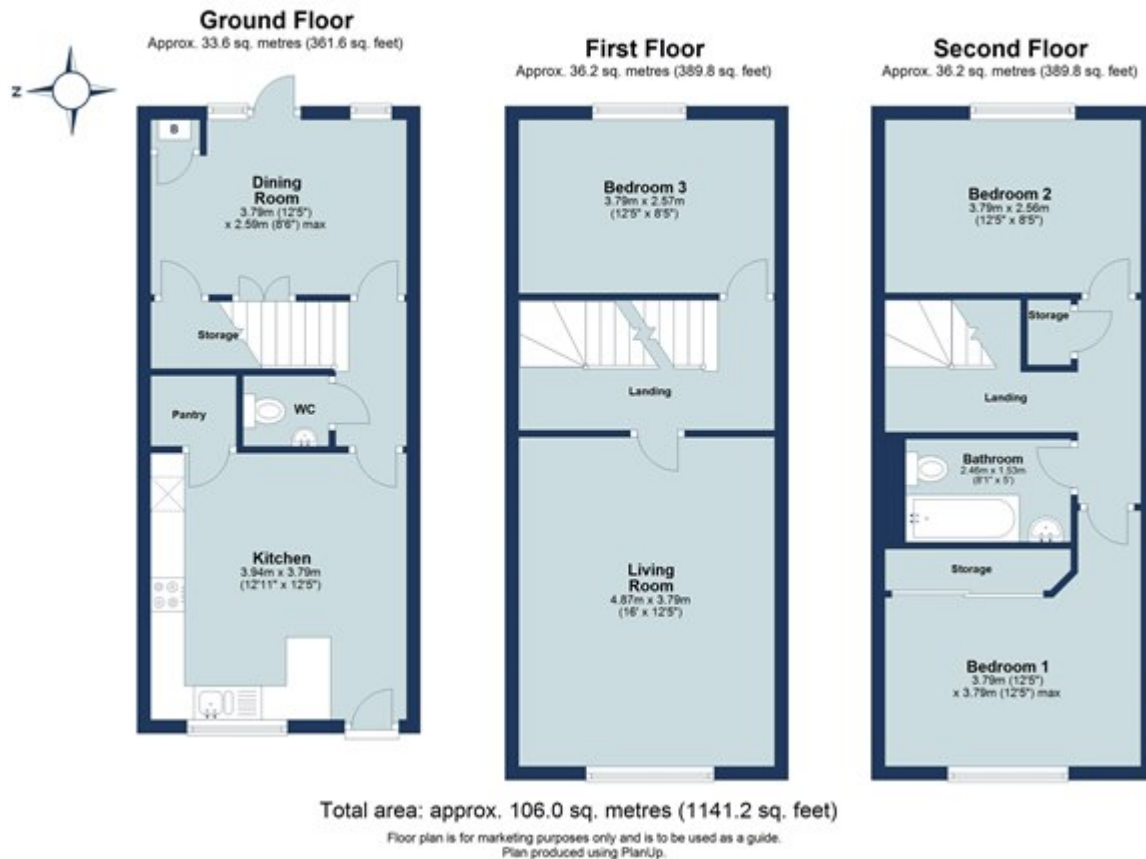 Ground Floor
Approx. 33.6 sq. metres (361.6 sq. feet)
N
B
Dining
Room
3.79m (12'5")
x 2.59m (8'6") max
Storage
Pantry
WC
Kitchen
3.94m x 3.79m
(12'11" x 12'5")
First Floor
Approx. 36.2 sq. metres (389.8 sq. feet)
Bedroom 3
3.79m x 2.57m
(12'5" x 8'5")
Landing
Living
Room
4.87m x 3.79m
(16' x 12'5")
Second Floor
Approx. 36.2 sq. metres (389.8 sq. feet)
Bedroom 2
3.79m x 2.56m
(12'5" x 8'5")
Storage
Landing
Bathroom
2.46m x 1.53m
(8'1" x 5')
Storage
Bedroom 1
3.79m (12'5")
x 3.79m (12'5") max
Total area: approx. 106.0 sq. metres (1141.2 sq. feet)
Floor plan is for marketing purposes only and is to be used as a guide.
Plan produced using PlanUp.